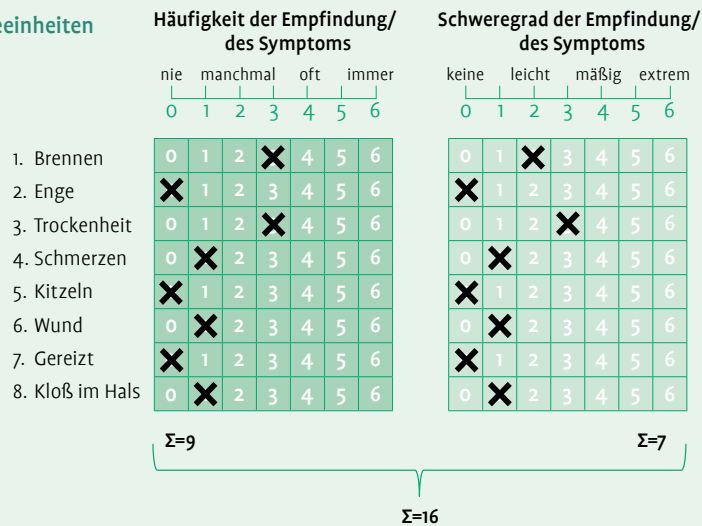 eeinheiten
Häufigkeit der Empfindung/
des Symptoms
Schweregrad der Empfindung/
des Symptoms
nie manchmal oft immer
keine leicht mäßig extrem
0 1 2 3 4 5 6
0 1 2 3 4 5 6
1. Brennen 0 1 2 X 4 5 6 0 1 X 3 4 5 6
2. Enge X 1 2 3 4 5 6 X 1 2 3 4 5 6
3. Trockenheit 0 1 2 X 4 5 6 0 1 2 X 4 5 6
4. Schmerzen 0 X 2 3 4 5 6 0 X 2 3 4 5 6
5. Kitzeln X 1 2 3 4 5 6 X 1 2 3 4 5 6
6. Wund 0 X 2 3 4 5 6 0 X 2 3 4 5 6
7. Gereizt X 1 2 3 4 5 6 X 1 2 3 4 5 6
8. Kloß im Hals 0 X 2 3 4 5 6 0 X 2 3 4 5 6
Σ=9 Σ=7
Σ=16